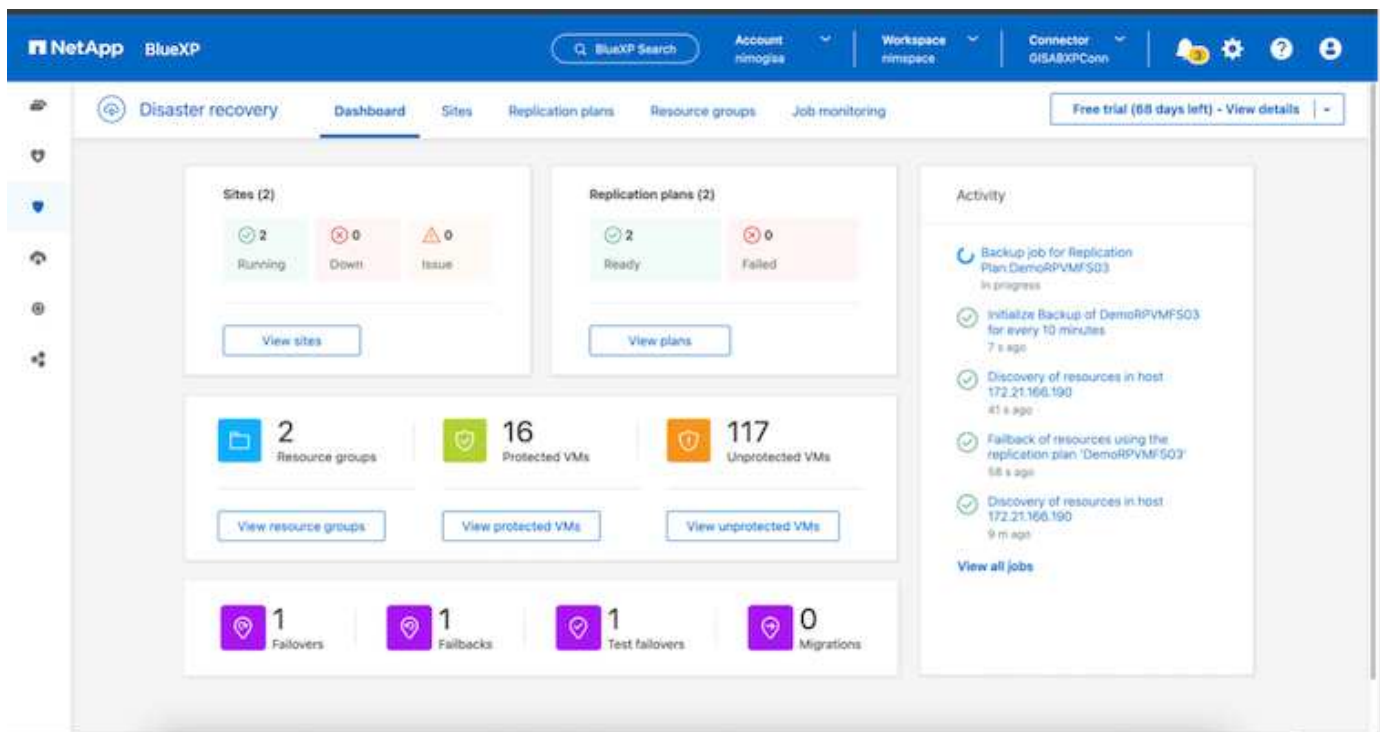 NetApp BlueXP
BlueXP Search
Account
nimogisa
Workspace
nimspace
Connector
GISABXPConn
3
Disaster recovery
Dashboard
Sites
Replication plans
Resource groups
Job monitoring
Free trial (68 days left) - View details
Sites (2)
2
Running
0
Down
0
Issue
View sites
Replication plans (2)
2
Ready
0
Failed
View plans
2
Resource groups
View resource groups
16
Protected VMs
View protected VMs
117
Unprotected VMs
View unprotected VMs
1
Failovers
1
Failbacks
1
Test failovers
0
Migrations
Activity
Backup job for Replication
Plan:DemoRPVMFS03
In progress
Initialize Backup of DemoRPVMFS03
for every 10 minutes
7 s ago
Discovery of resources in host
172.21.166.190
41 s ago
Failback of resources using the
replication plan 'DemoRPVMFS03'
58 s ago
Discovery of resources in host
172.21.166.190
9 m ago
View all jobs